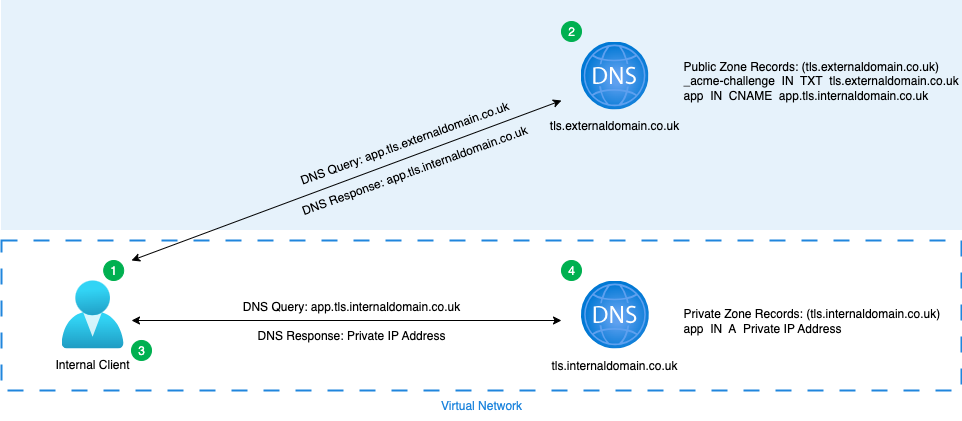 2
DNS
Public Zone Records: (tls.externaldomain.co.uk)
_acme-challenge IN TXT tls.externaldomain.co.uk
app IN CNAME app.tls.internaldomain.co.uk
tls.externaldomain.co.uk
DNS Query: app.tls.externaldomain.co.uk
DNS Response: app.tls.internaldomain.co.uk
1
4
DNS Query: app.tls.internaldomain.co.uk
DNS
Private Zone Records: (tls.internaldomain.co.uk)
app IN A Private IP Address
DNS Response: Private IP Address
3
Internal Client
tls.internaldomain.co.uk
Virtual Network